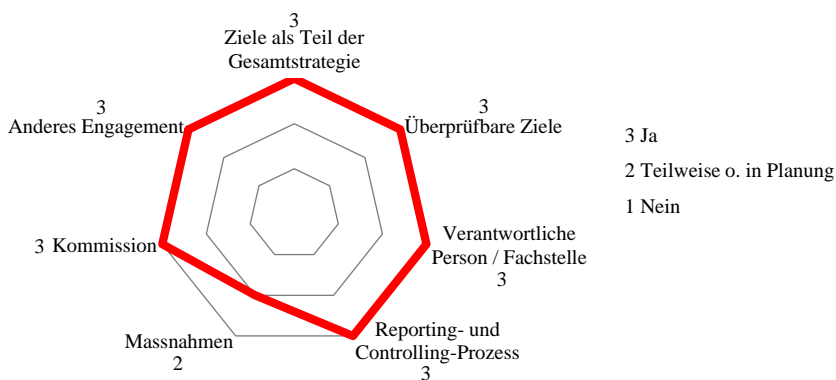 3
Ziele als Teil der
Gesamtstrategie
3
Überprüfbare Ziele
Verantwortliche
Person / Fachstelle
3
Reporting- und
Controlling-Prozess
3
Massnahmen
2
3 Kommission
3
Anderes Engagement
3 Ja
2 Teilweise o. in Planung
1 Nein